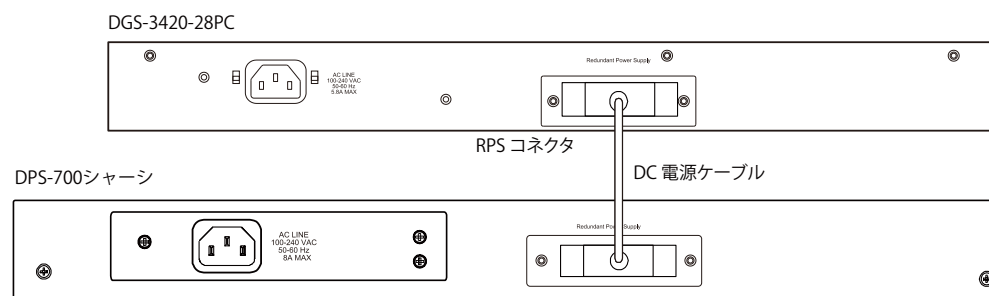 DGS-3420-28PC
AC LINE
100-240 VAC
50-60 Hz
5.8A MAX
Redundant Power Supply
RPS コネクタ
DC 電源ケーブル
DPS-700シャーシ
AC LINE
100-240 VAC
50-60 Hz
8A MAX
Redundant Power Supply